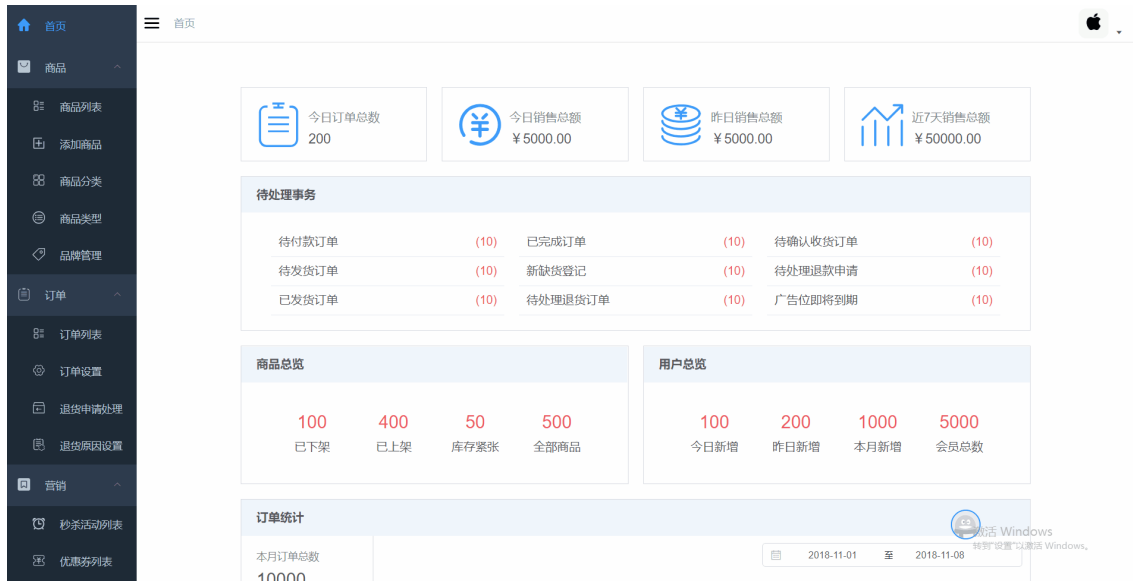 首页
商品
商品列表
添加商品
商品分类
商品类型
品牌管理
订单
订单列表
订单设置
退货申请处理
退货原因设置
营销
秒杀活动列表
优惠券列表
首页
今日订单总数
200
今日销售总额
￥5000.00
昨日销售总额
￥5000.00
近7天销售总额
￥50000.00
待处理事务
待付款订单 (10) 已完成订单 (10) 待确认收货订单 (10)
待发货订单 (10) 新缺货登记 (10) 待处理退款申请 (10)
已发货订单 (10) 待处理退货订单 (10) 广告位即将到期 (10)
商品总览
100 400 50 500
已下架 已上架 库存紧张 全部商品
用户总览
100 200 1000 5000
今日新增 昨日新增 本月新增 会员总数
订单统计
本月订单总数
10000
2018-11-01 至 2018-11-08
激活 Windows
转到"设置"以激活 Windows。